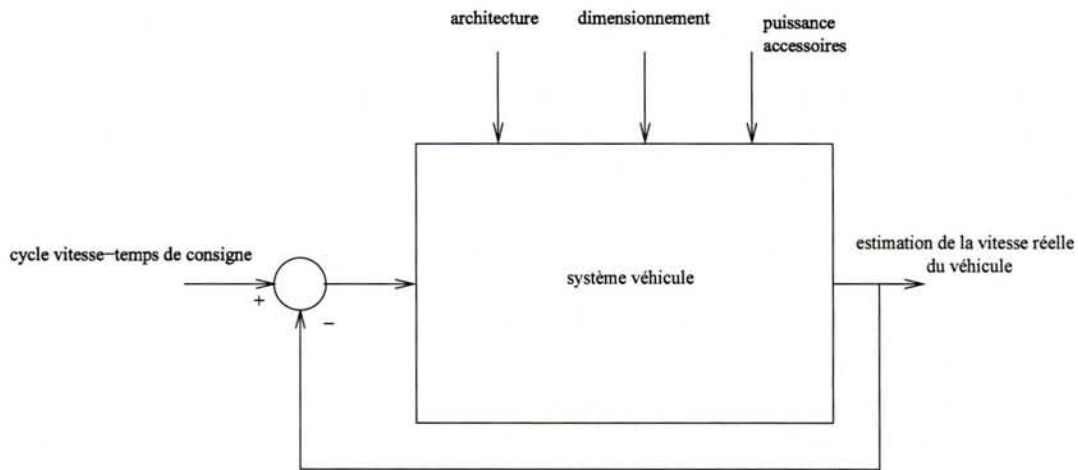 architecture
dimensionnement
puissance
accessoires
cycle vitesse−temps de consigne
+
−
système véhicule
estimation de la vitesse réelle
du véhicule